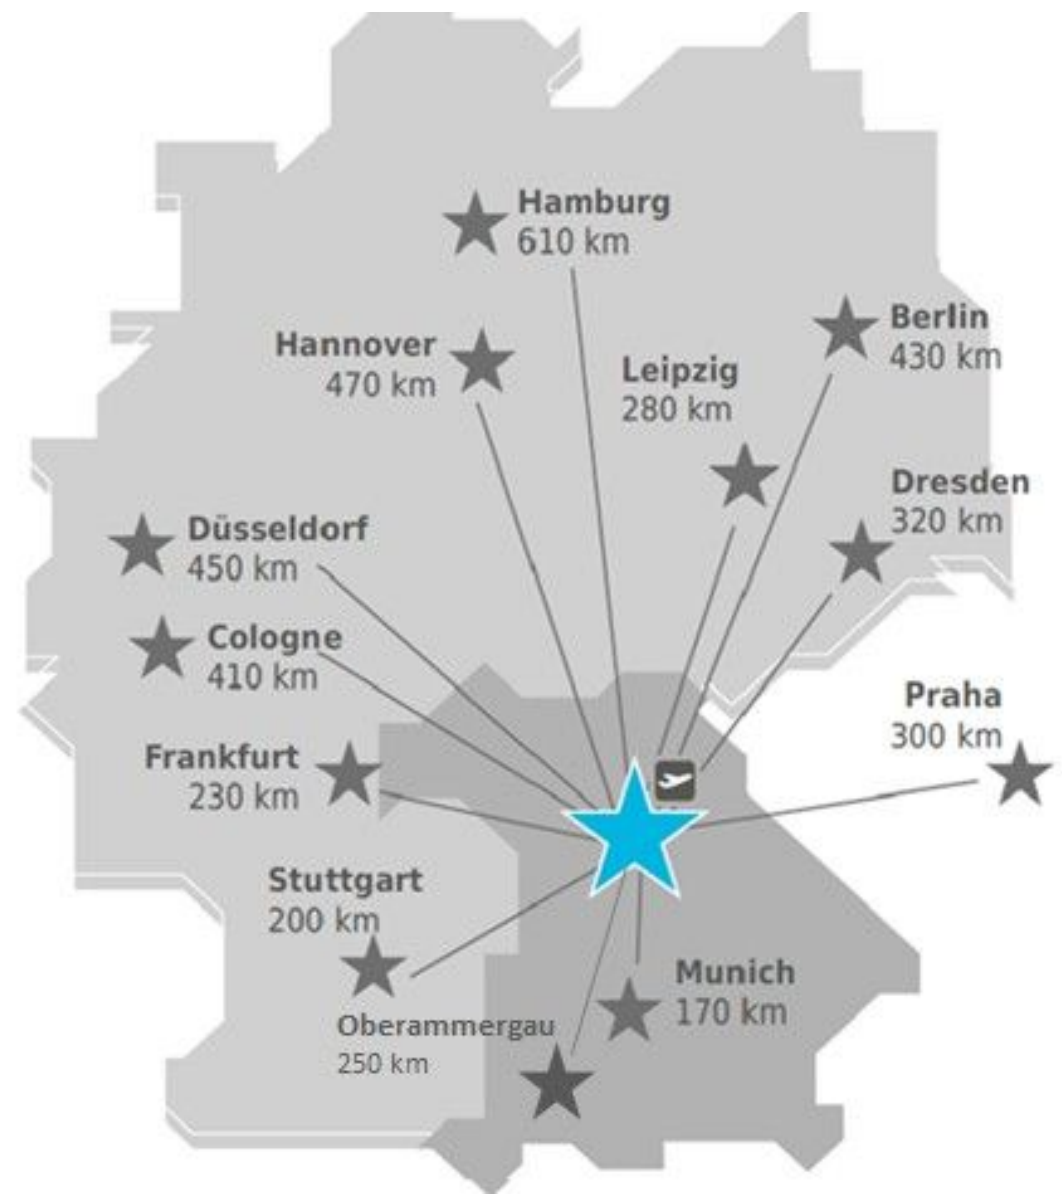 Hamburg
610 km
Hannover
470 km
Leipzig
280 km
Berlin
430 km
Dresden
320 km
Düsseldorf
450 km
Cologne
410 km
Praha
300 km
Frankfurt
230 km
Stuttgart
200 km
Munich
170 km
Oberammergau
250 km